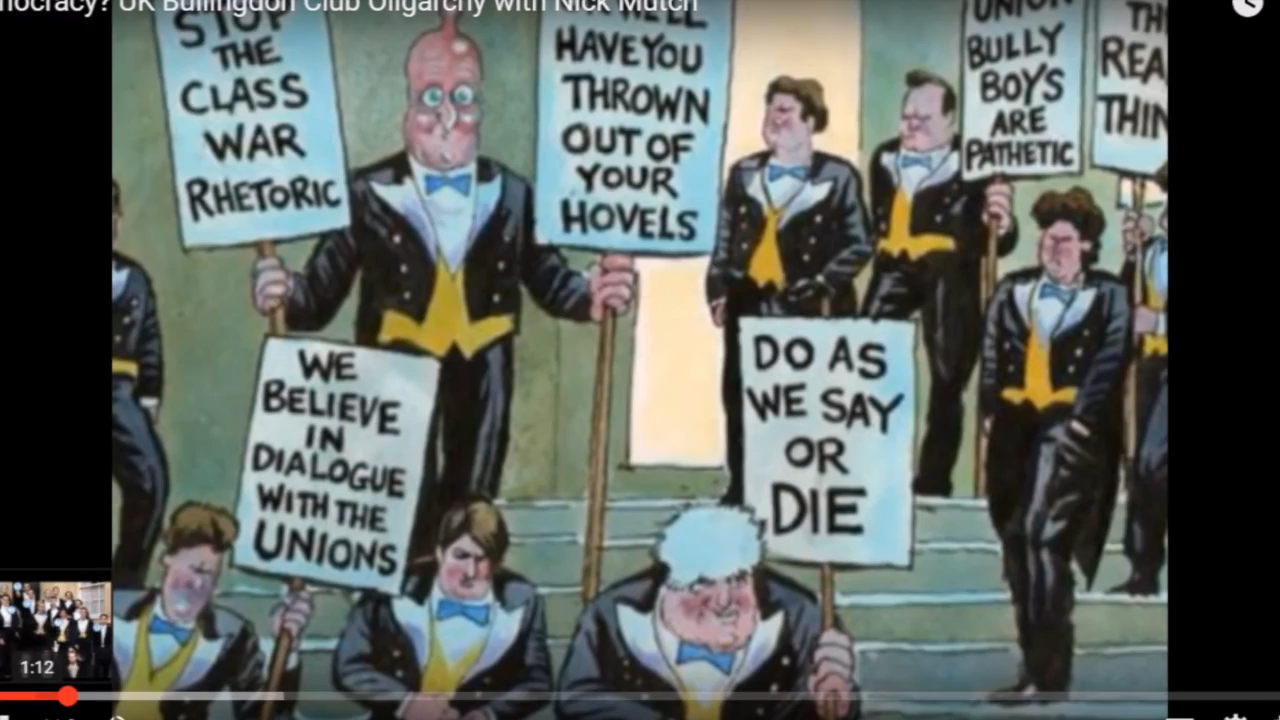 nocracy? UK Bullingdon Club Oligarchy with Nick Mutch
STOP
THE
CLASS
WAR
RHETORIC
WE'LL
HAVE YOU
THROWN
OUT OF
YOUR
HOVELS
UNION
BULLY
BOYS
ARE
PATHETIC
TH
REA
THIN
WE
BELIEVE
IN
DIALOGUE
WITH THE
UNIONS
DO AS
WE SAY
OR
DIE
1:12